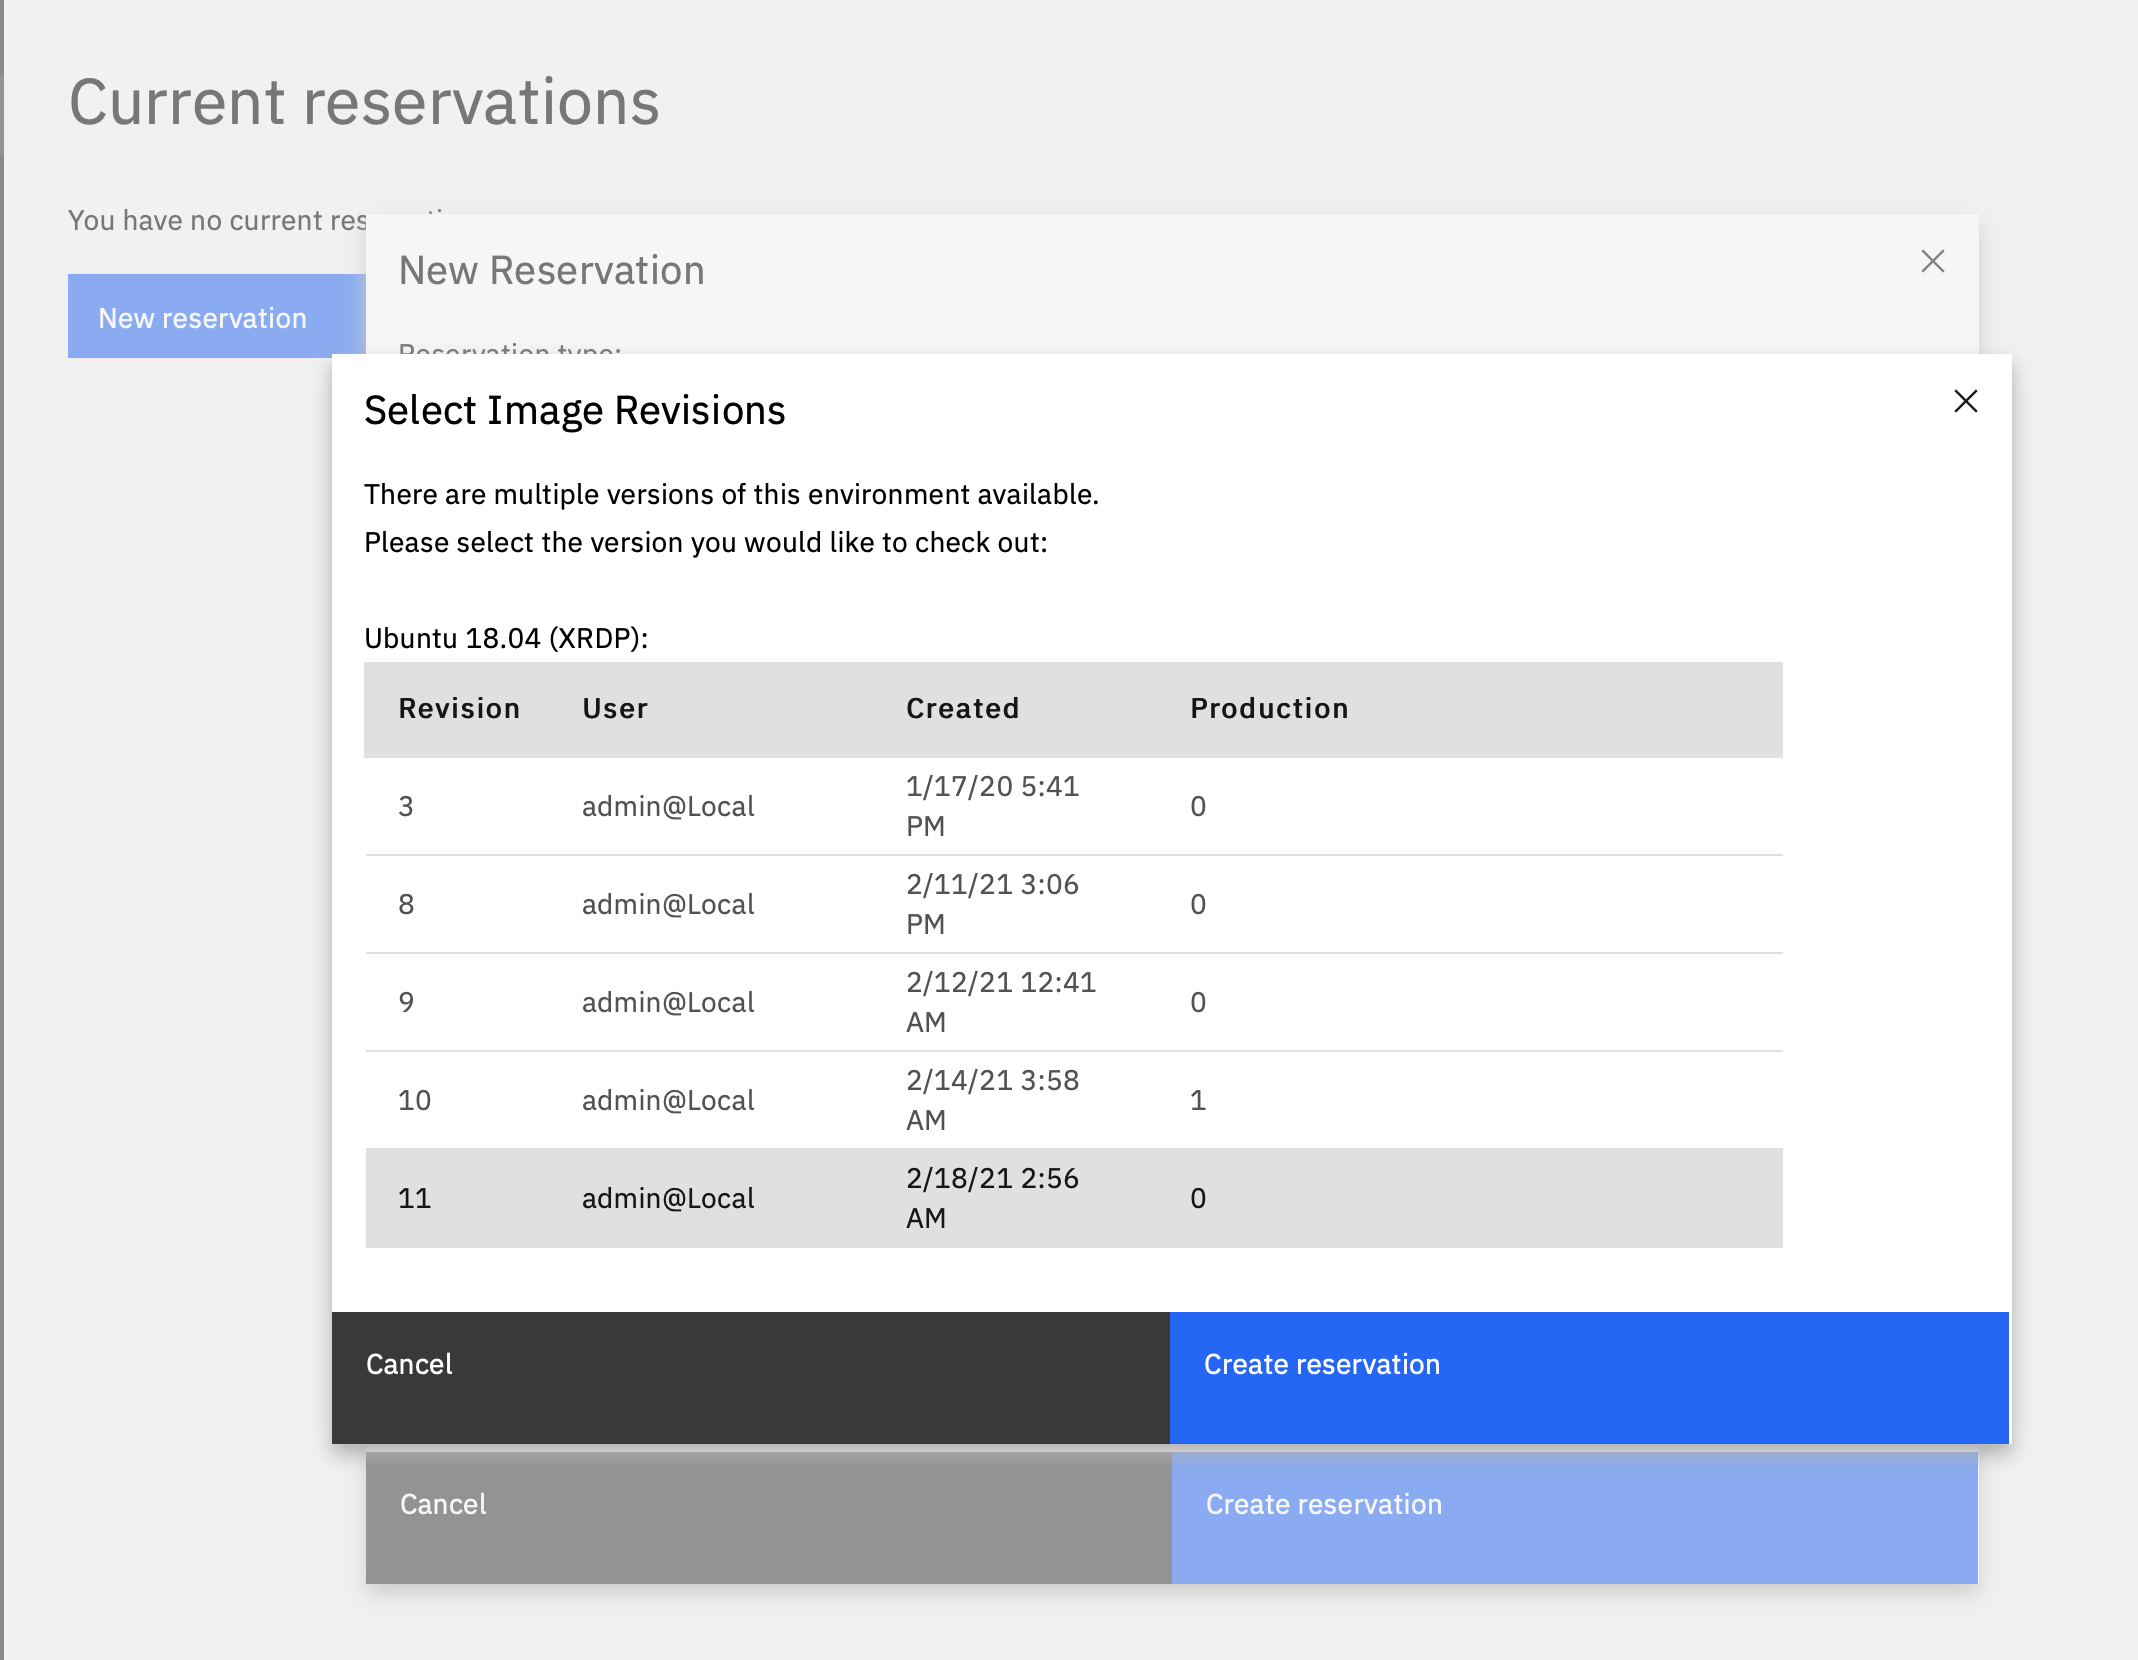 Current reservations
You have no current
New reservation
New Reservation
Reservation type:
Select Image Revisions
There are multiple versions of this environment available.
Please select the version you would like to check out:
Ubuntu 18.04 (XRDP):
Revision User Created Production
3 admin@Local 1/17/20 5:41 PM 0
8 admin@Local 2/11/21 3:06 PM 0
9 admin@Local 2/12/21 12:41 AM 0
10 admin@Local 2/14/21 3:58 AM 1
11 admin@Local 2/18/21 2:56 AM 0
Cancel Create reservation
Cancel Create reservation